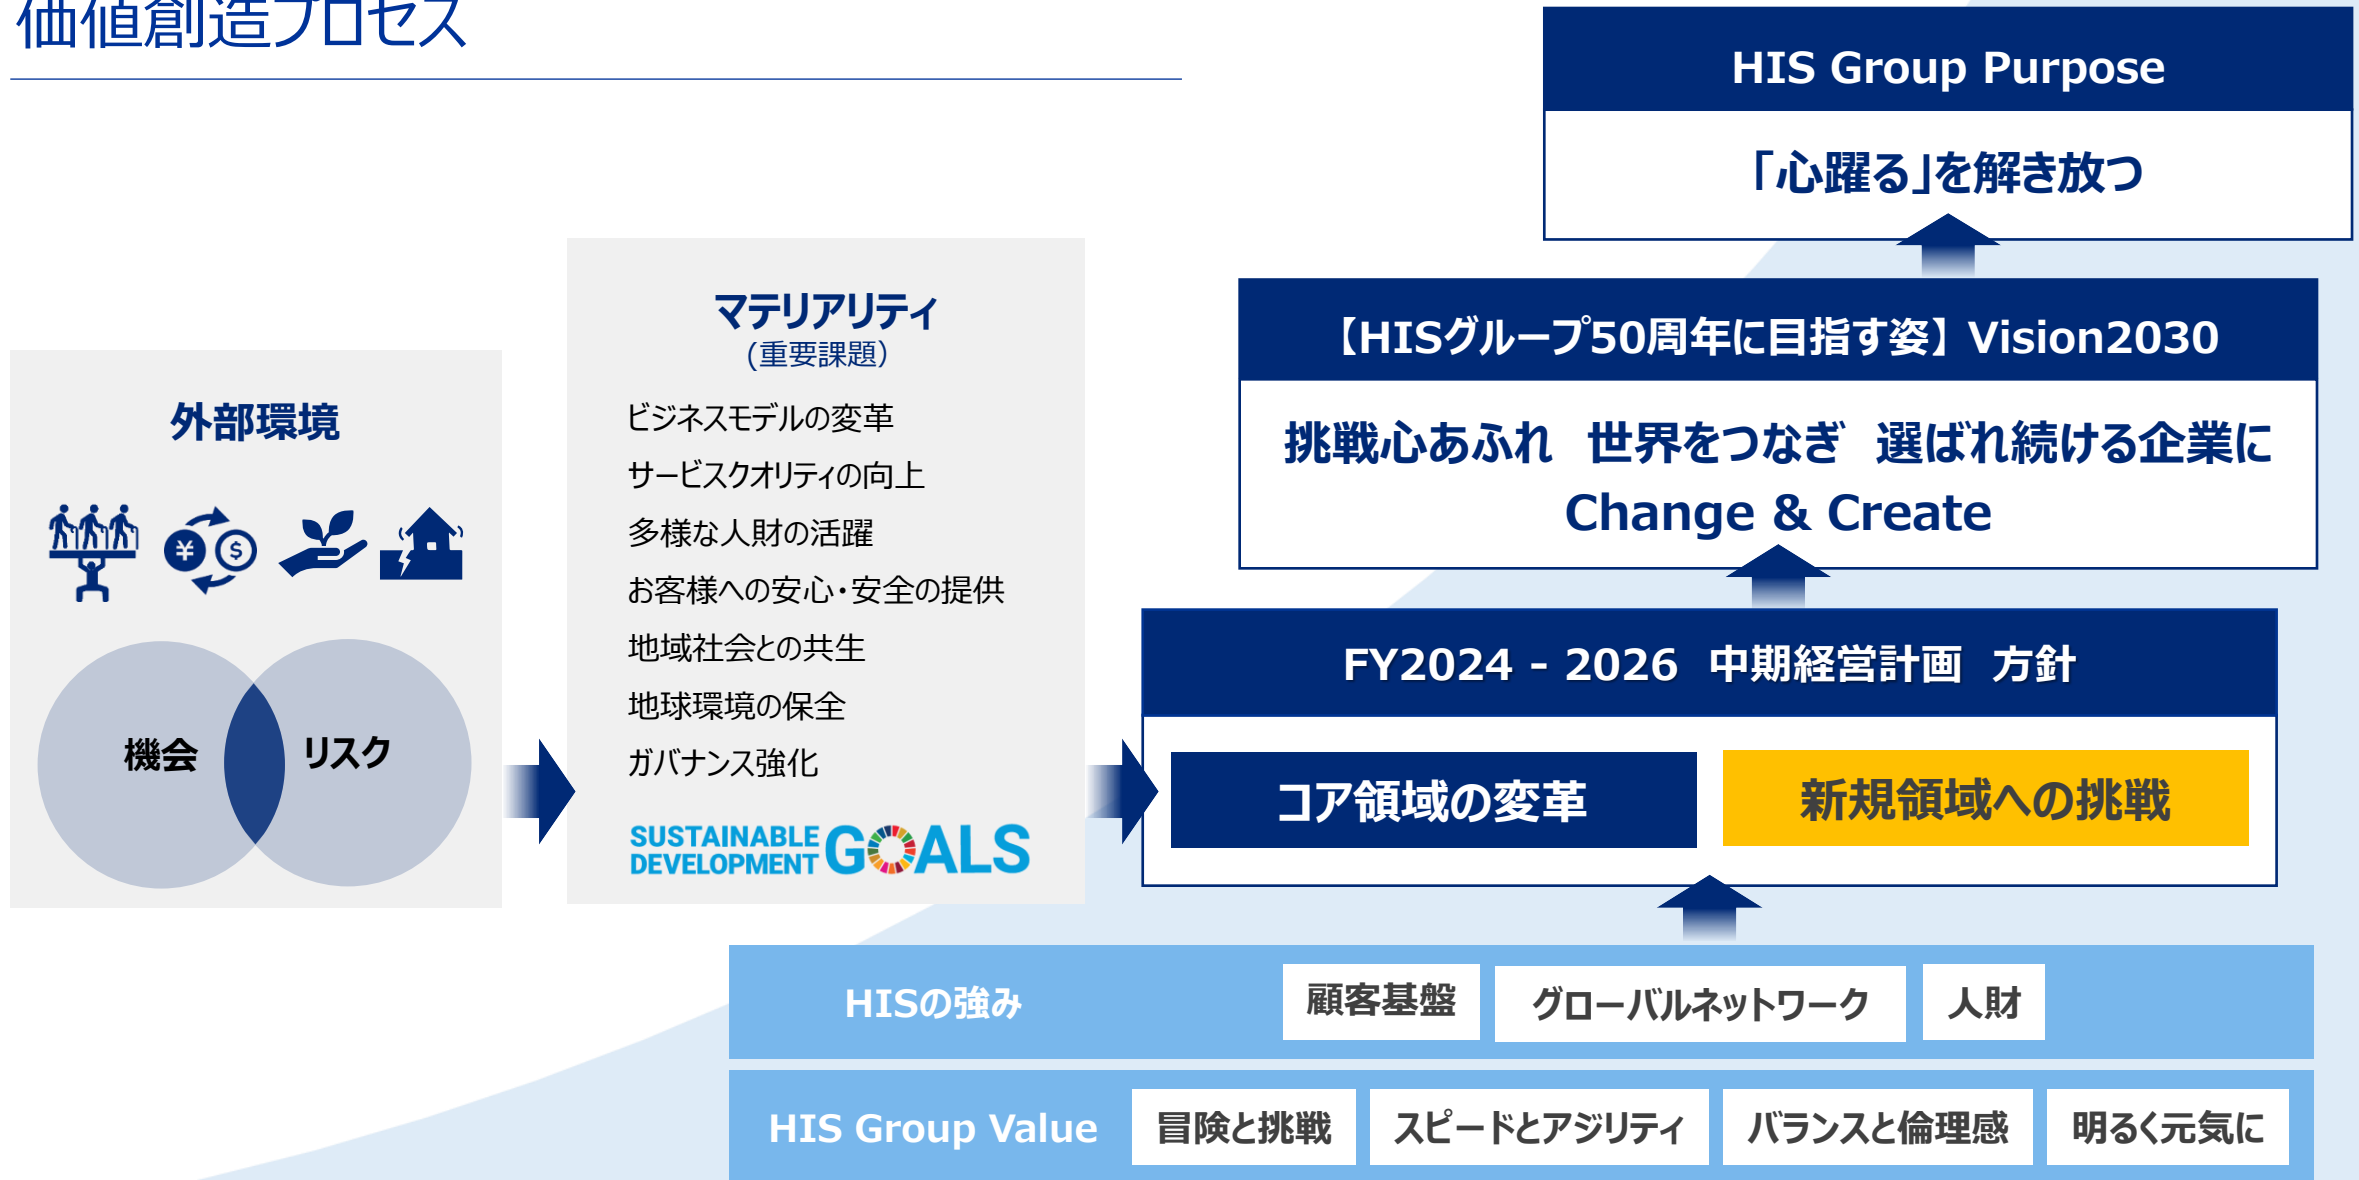 価値創造プロセス
HIS Group Purpose
「心躍る」を解き放つ
【HISグループ50周年に目指す姿】 Vision2030
挑戦心あふれ 世界をつなぎ 選ばれ続ける企業に
Change & Create
外部環境
¥ $
機会 リスク
マテリアリティ
(重要課題)
ビジネスモデルの変革
サービスクオリティの向上
多様な人財の活躍
お客様への安心・安全の提供
地域社会との共生
地球環境の保全
ガバナンス強化
SUSTAINABLE
DEVELOPMENT GOALS
FY2024 - 2026 中期経営計画 方針
コア領域の変革 新規領域への挑戦
HISの強み 顧客基盤 グローバルネットワーク 人財
HIS Group Value 冒険と挑戦 スピードとアジリティ バランスと倫理感 明るく元気に